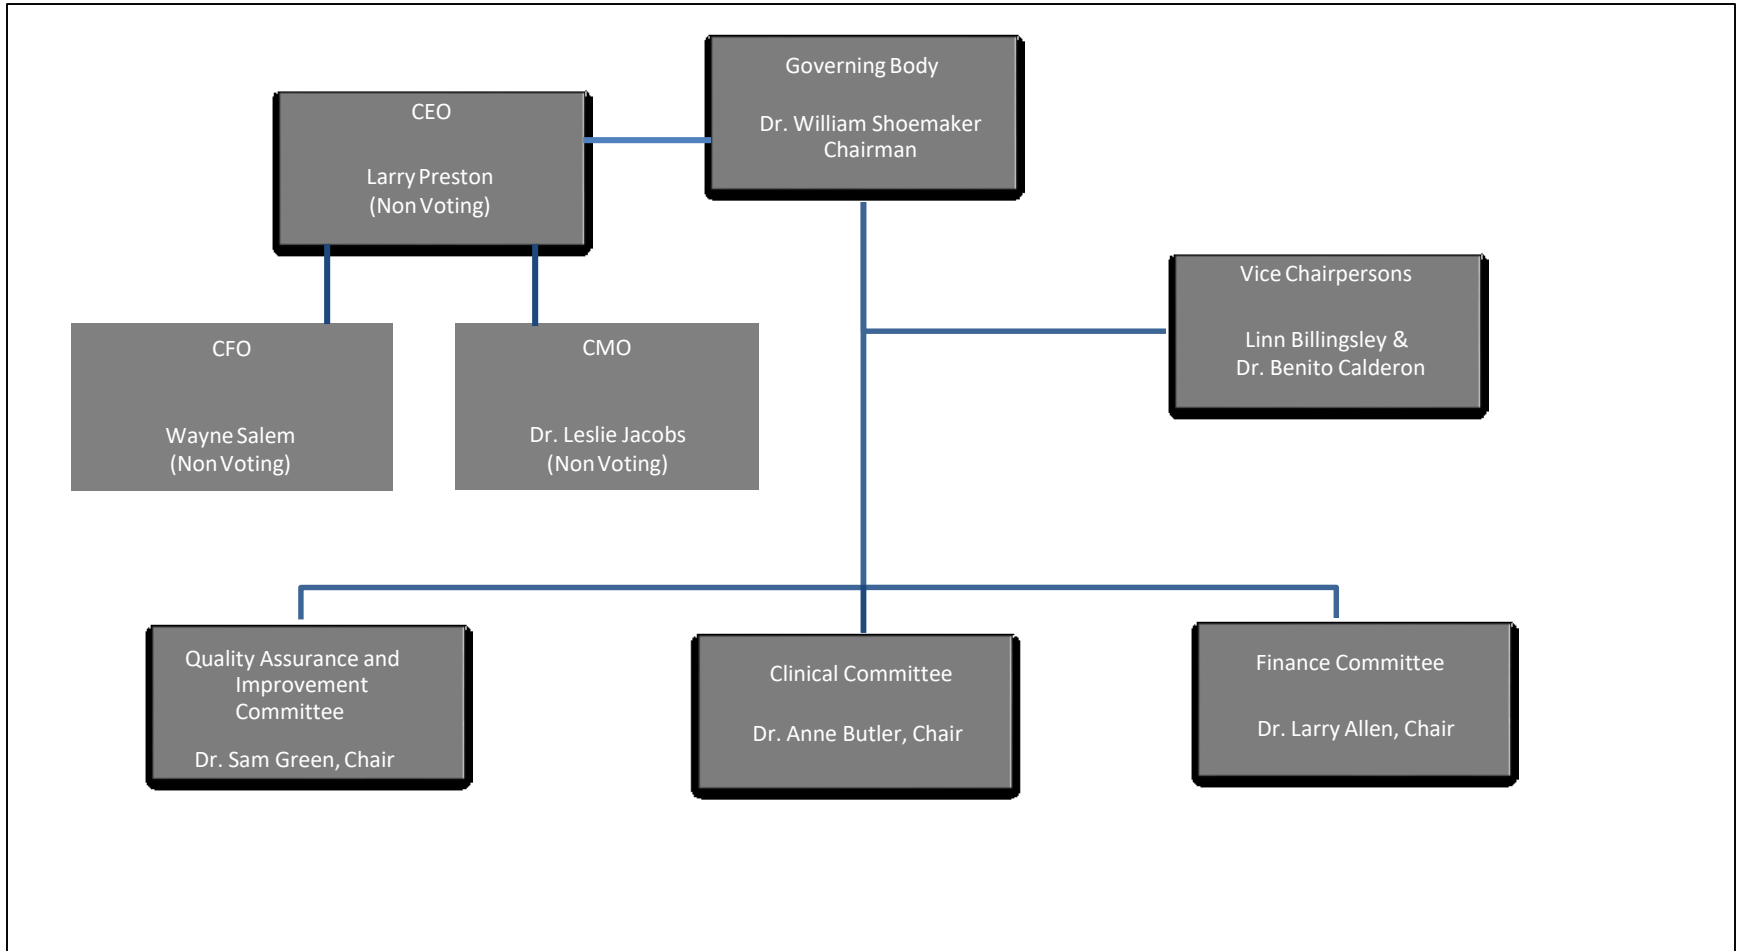 Governing Body
Dr. William Shoemaker
Chairman
CEO
Larry Preston
(Non Voting)
Vice Chairpersons
Linn Billingsley &
Dr. Benito Calderon
CFO
Wayne Salem
(Non Voting)
CMO
Dr. Leslie Jacobs
(Non Voting)
Quality Assurance and
Improvement
Committee
Dr. Sam Green, Chair
Clinical Committee
Dr. Anne Butler, Chair
Finance Committee
Dr. Larry Allen, Chair